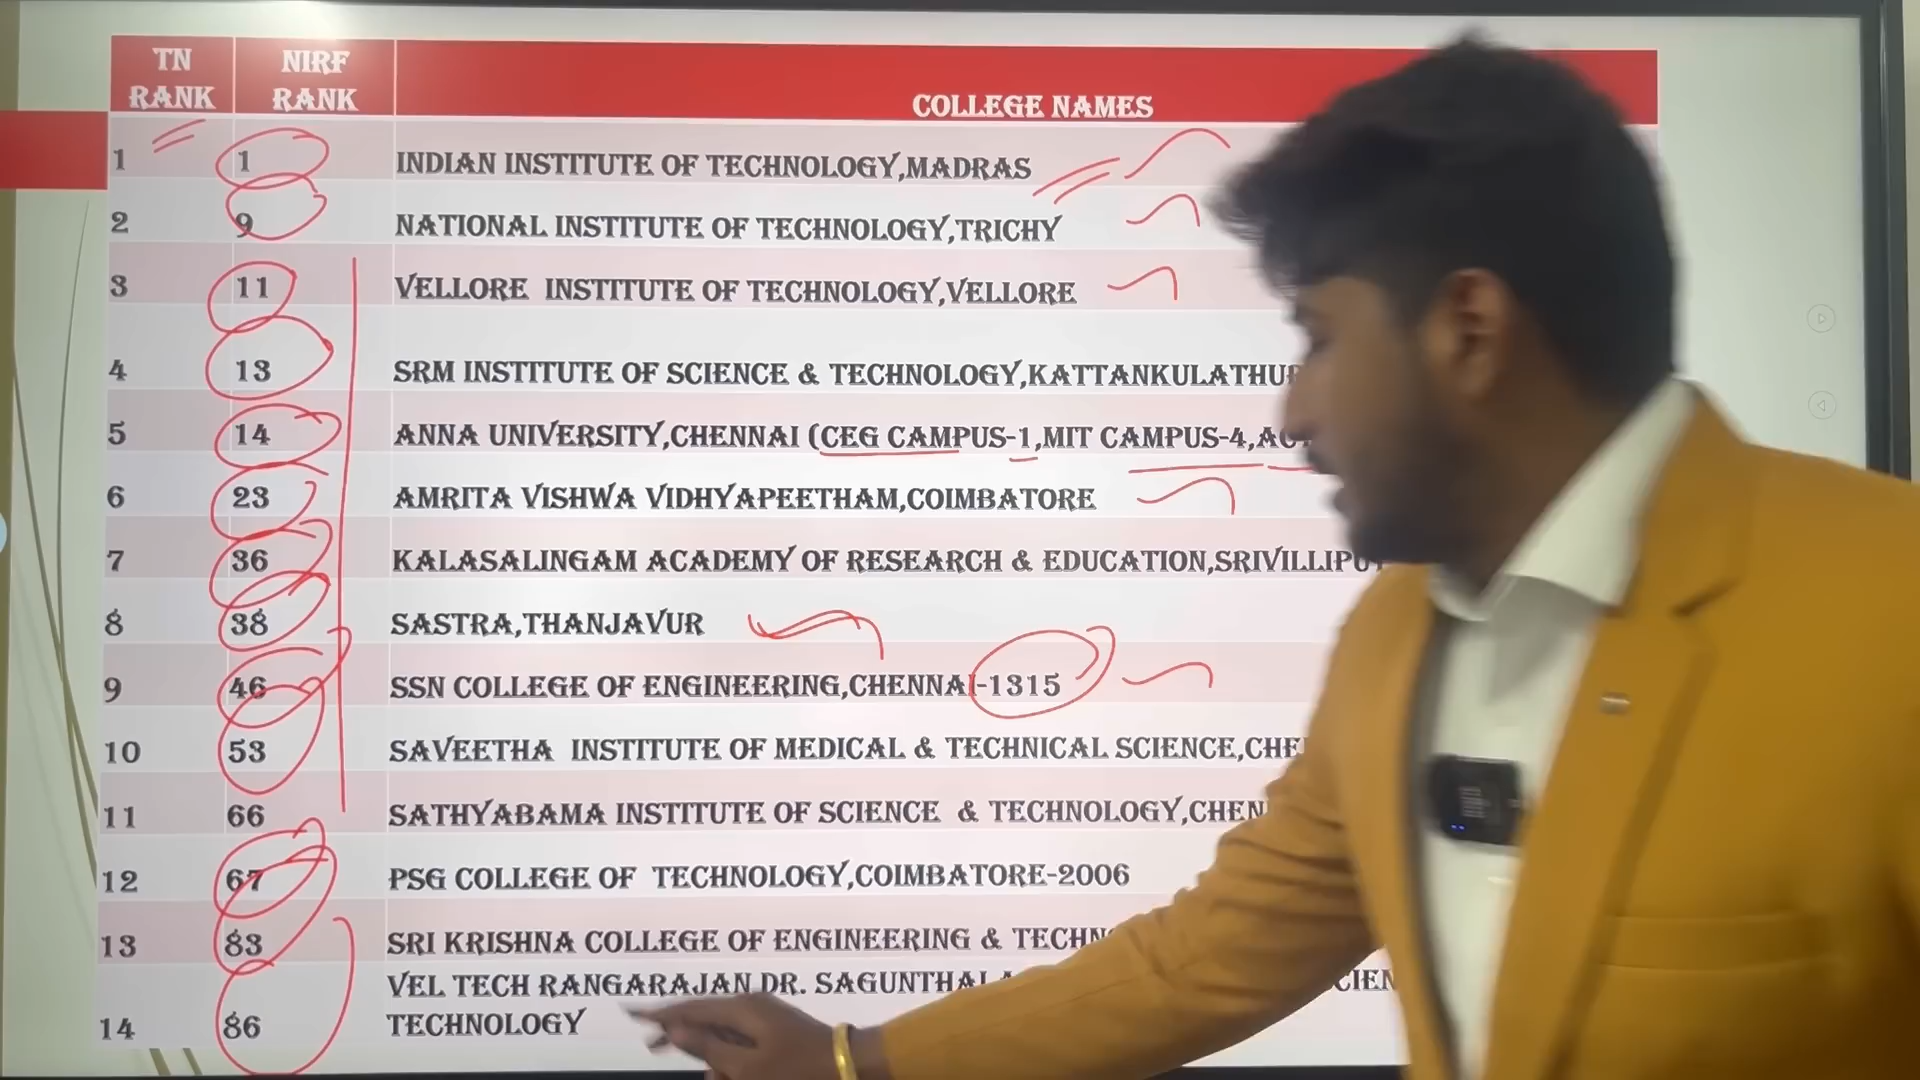 TN RANK NIRF RANK COLLEGE NAMES
1 1 INDIAN INSTITUTE OF TECHNOLOGY,MADRAS
2 9 NATIONAL INSTITUTE OF TECHNOLOGY,TRICHY
3 11 VELLORE INSTITUTE OF TECHNOLOGY,VELLORE
4 13 SRM INSTITUTE OF SCIENCE & TECHNOLOGY,KATTANKULATHUR
5 14 ANNA UNIVERSITY,CHENNAI (CEG CAMPUS-1,MIT CAMPUS-4,
6 23 AMRITA VISHWA VIDHYAPEETHAM,COIMBATORE
7 36 KALASALINGAM ACADEMY OF RESEARCH & EDUCATION,
8 38 SASTRA,THANJAVUR
9 46 SSN COLLEGE OF ENGINEERING,CHENNAI-1315
10 53 SAVEETHA INSTITUTE OF MEDICAL & TECHNICAL SCIENCE,
11 66 SATHYABAMA INSTITUTE OF SCIENCE & TECHNOLOGY,
12 67 PSG COLLEGE OF TECHNOLOGY,COIMBATORE-2006
13 83 SRI KRISHNA COLLEGE OF ENGINEERING &
VEL TECH RANGARAJAN DR.
14 86 TECHNOLOGY